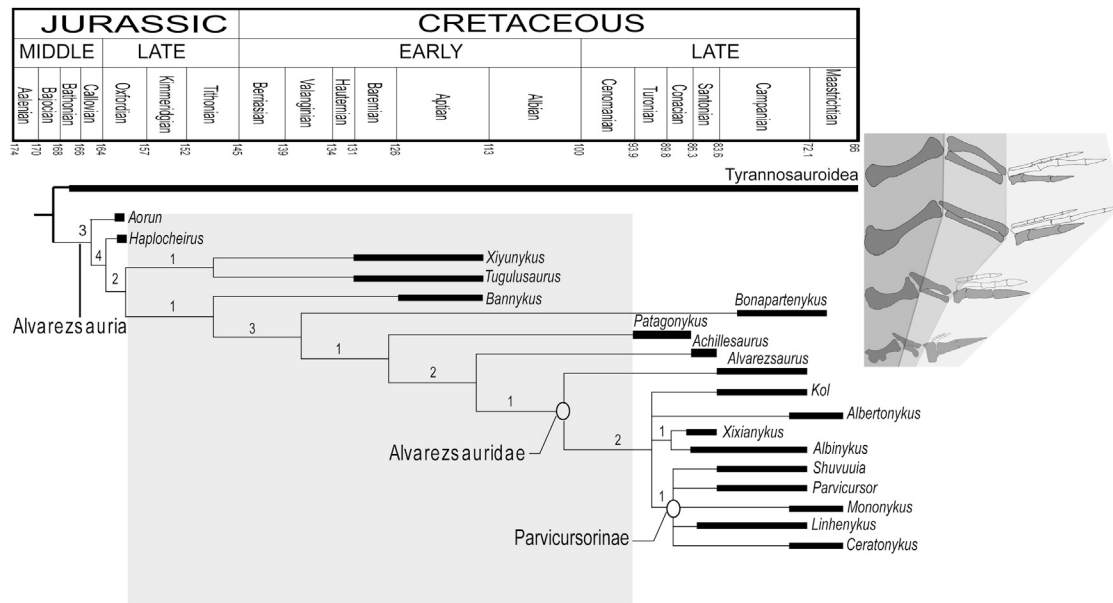 JURASSIC CRETACEOUS
MIDDLE LATE EARLY LATE
Aalenian Bajocian Bathonian Callovian Oxfordian Kimmeridgian Tithonian Berriasian Valanginian Hauterivian Baremian Aptian Albian Cenomanian Turonian Conacian Santonian Campanian Maastrichtian
174 170 168 166 164 157 152 145 139 134 131 126 113 100 93.9 89.8 86.3 83.6 72.1 66
Tyrannosauroidea
3 Aorun
4 Haplocheirus
2 1 Xiyunykus
Tugulusaurus
1 Bannykus
Alvarezsauria
3 Bonapartenykus
1 Patagonykus
2 Achillesaurus
1 Alvarezsaurus
Kol
Albertonykus
2 1 Xixianykus
Alvarezsauridae Albinykus
Shuvuuia
1 Parvicursor
Mononykus
Linhenykus
Parvicursorinae
Ceratonykus